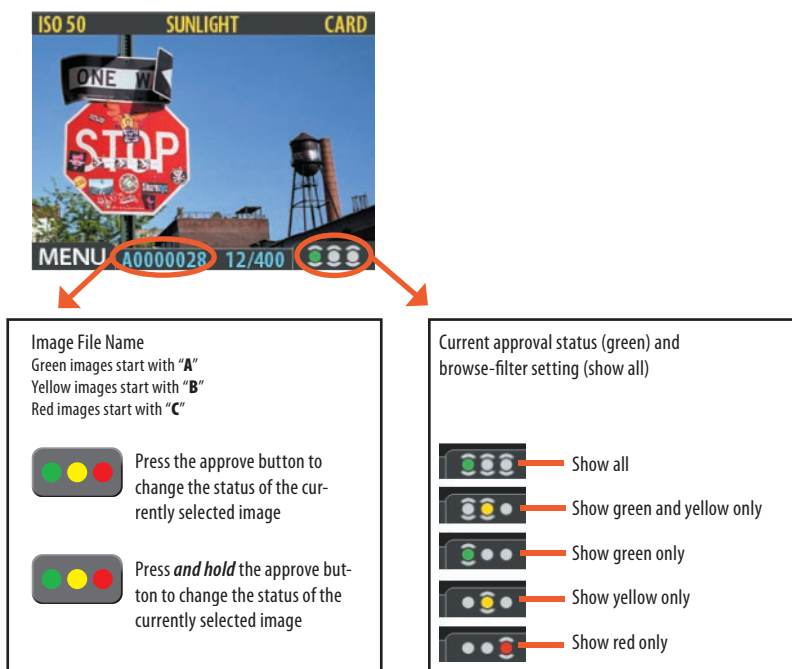 ISO 50 SUNLIGHT CARD
ONE W
STOP
MENU A0000028 12/400
Image File Name
Green images start with “A”
Yellow images start with “B”
Red images start with “C”
Press the approve button to
change the status of the cur-
rently selected image
Press and hold the approve but-
ton to change the status of the
currently selected image
Current approval status (green) and
browse-filter setting (show all)
Show all
Show green and yellow only
Show green only
Show yellow only
Show red only